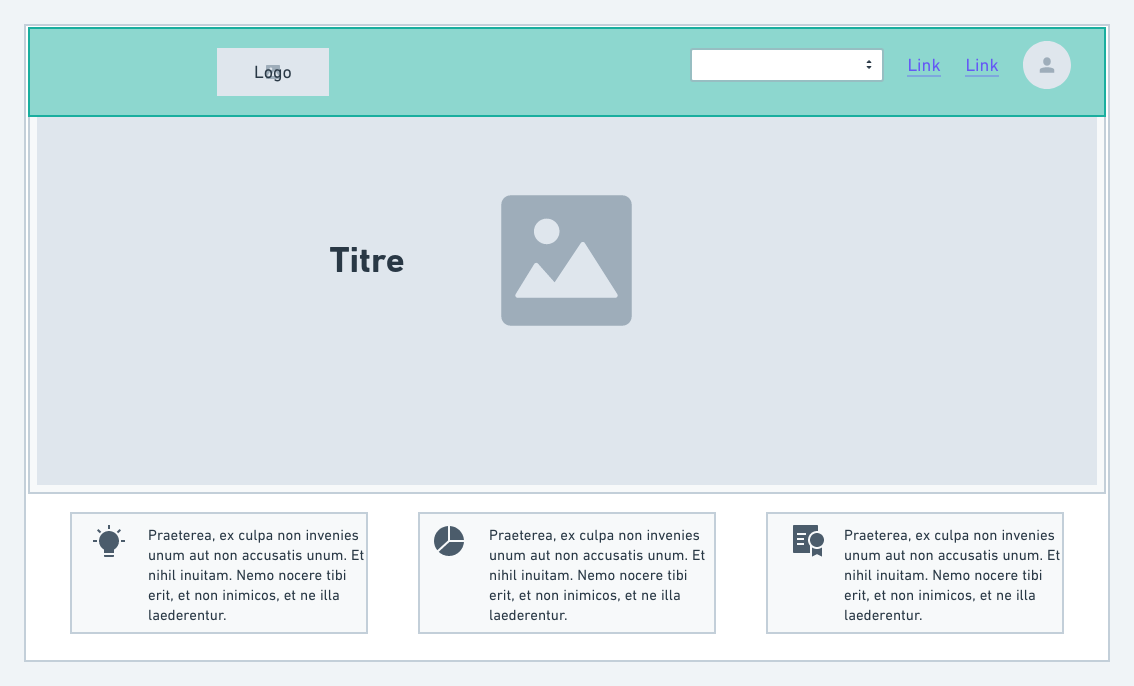 Logo
Link
Link
Titre
Praeterea, ex culpa non invenies
unum aut non accusatis unum. Et
nihil inuitam. Nemo nocere tibi
erit, et non inimicos, et ne illa
laederentur.
Praeterea, ex culpa non invenies
unum aut non accusatis unum. Et
nihil inuitam. Nemo nocere tibi
erit, et non inimicos, et ne illa
laederentur.
Praeterea, ex culpa non invenies
unum aut non accusatis unum. Et
nihil inuitam. Nemo nocere tibi
erit, et non inimicos, et ne illa
laederentur.